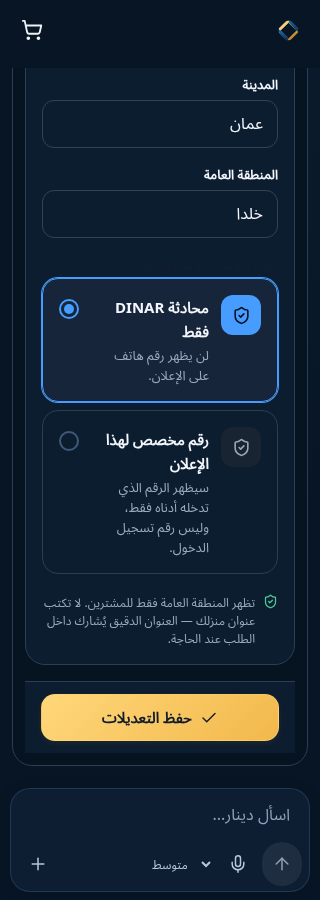 المدينة
عمان
المنطقة العامة
خلدا
محادثة DINAR
فقط
لن يظهر رقم هاتف
على الإعلان.
رقم مخصص لهذا
الإعلان
سيظهر الرقم الذي
تدخله أدناه فقط،
وليس رقم تسجيل
الدخول.
تظهر المنطقة العامة فقط للمشترين. لا تكتب
عنوان منزلك — العنوان الدقيق يُشارك داخل
الطلب عند الحاجة.
حفظ التعديلات
اسأل دينار...
متوسط